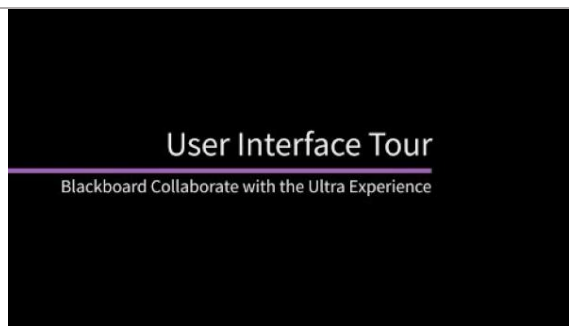 User Interface Tour
Blackboard Collaborate with the Ultra Experience